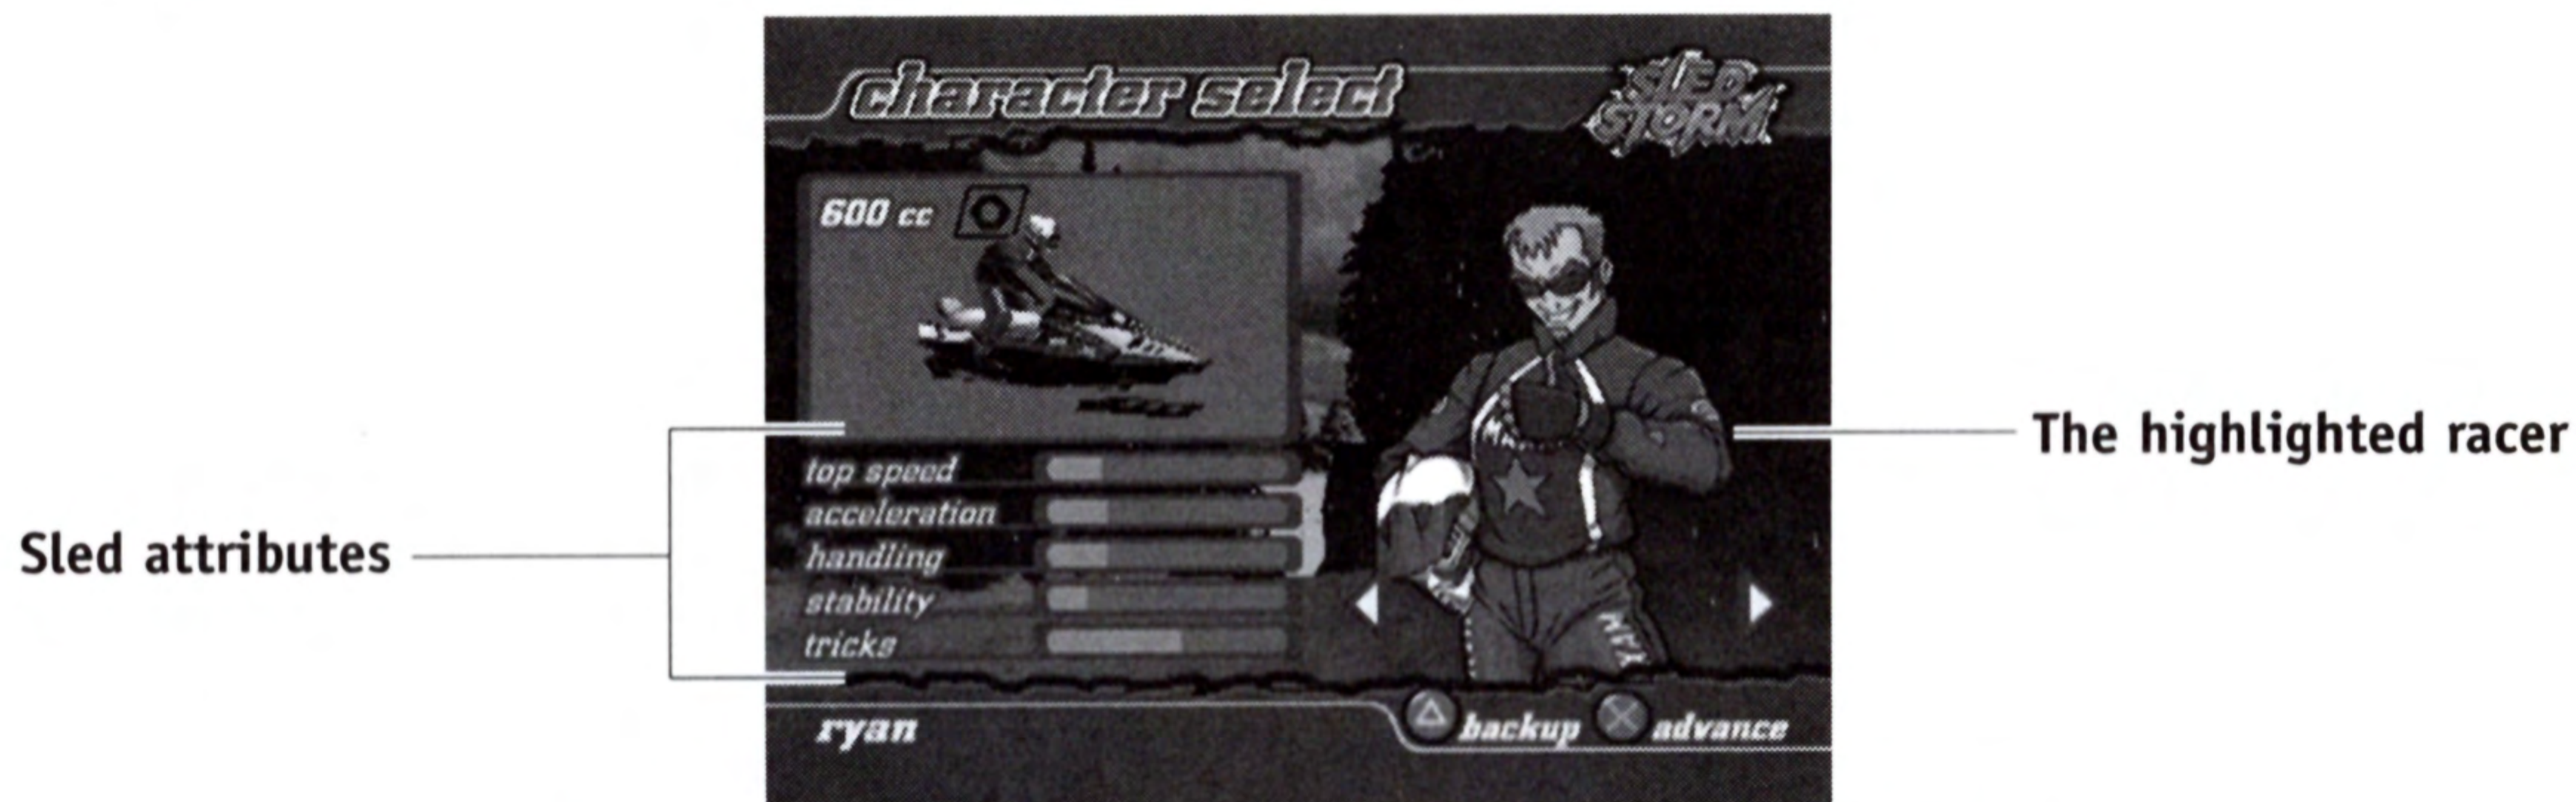 character select
SLED
STORM
600 cc
top speed
acceleration
handling
stability
tricks
ryan
backup
advance
Sled attributes
The highlighted racer